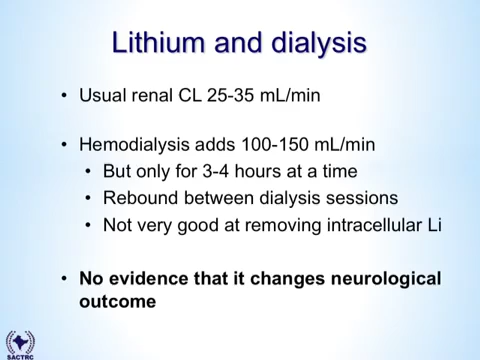 Lithium and dialysis
• Usual renal CL 25-35 mL/min
• Hemodialysis adds 100-150 mL/min
• But only for 3-4 hours at a time
• Rebound between dialysis sessions
• Not very good at removing intracellular Li
• No evidence that it changes neurological
outcome
SACTRC